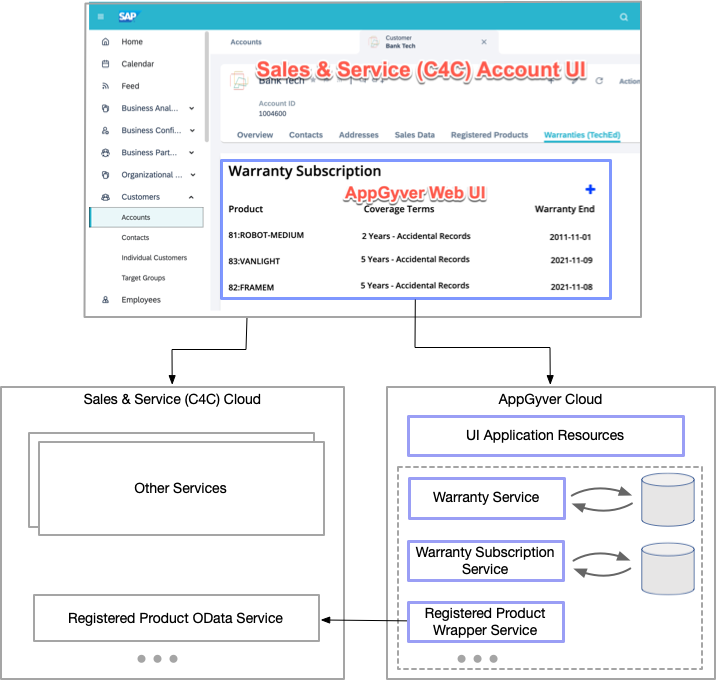 SAP
Home
Calendar
Feed
Business Anal...
Business Confi...
Business Part...
Organizational ...
Customers
Accounts
Contacts
Individual Customers
Target Groups
Employees
Accounts
Customer
Bank Tech
Sales & Service (C4C) Account UI
Bank Tech
Actio
Account ID
1004600
Overview Contacts Addresses Sales Data Registered Products Warranties (TechEd)
Warranty Subscription
AppGyver Web UI
+
Product Coverage Terms Warranty End
81:ROBOT-MEDIUM 2 Years - Accidental Records 2011-11-01
83:VANLIGHT 5 Years - Accidental Records 2021-11-09
82:FRAMEM 5 Years - Accidental Records 2021-11-08
Sales & Service (C4C) Cloud
Other Services
Registered Product OData Service
AppGyver Cloud
UI Application Resources
Warranty Service
Warranty Subscription
Service
Registered Product
Wrapper Service